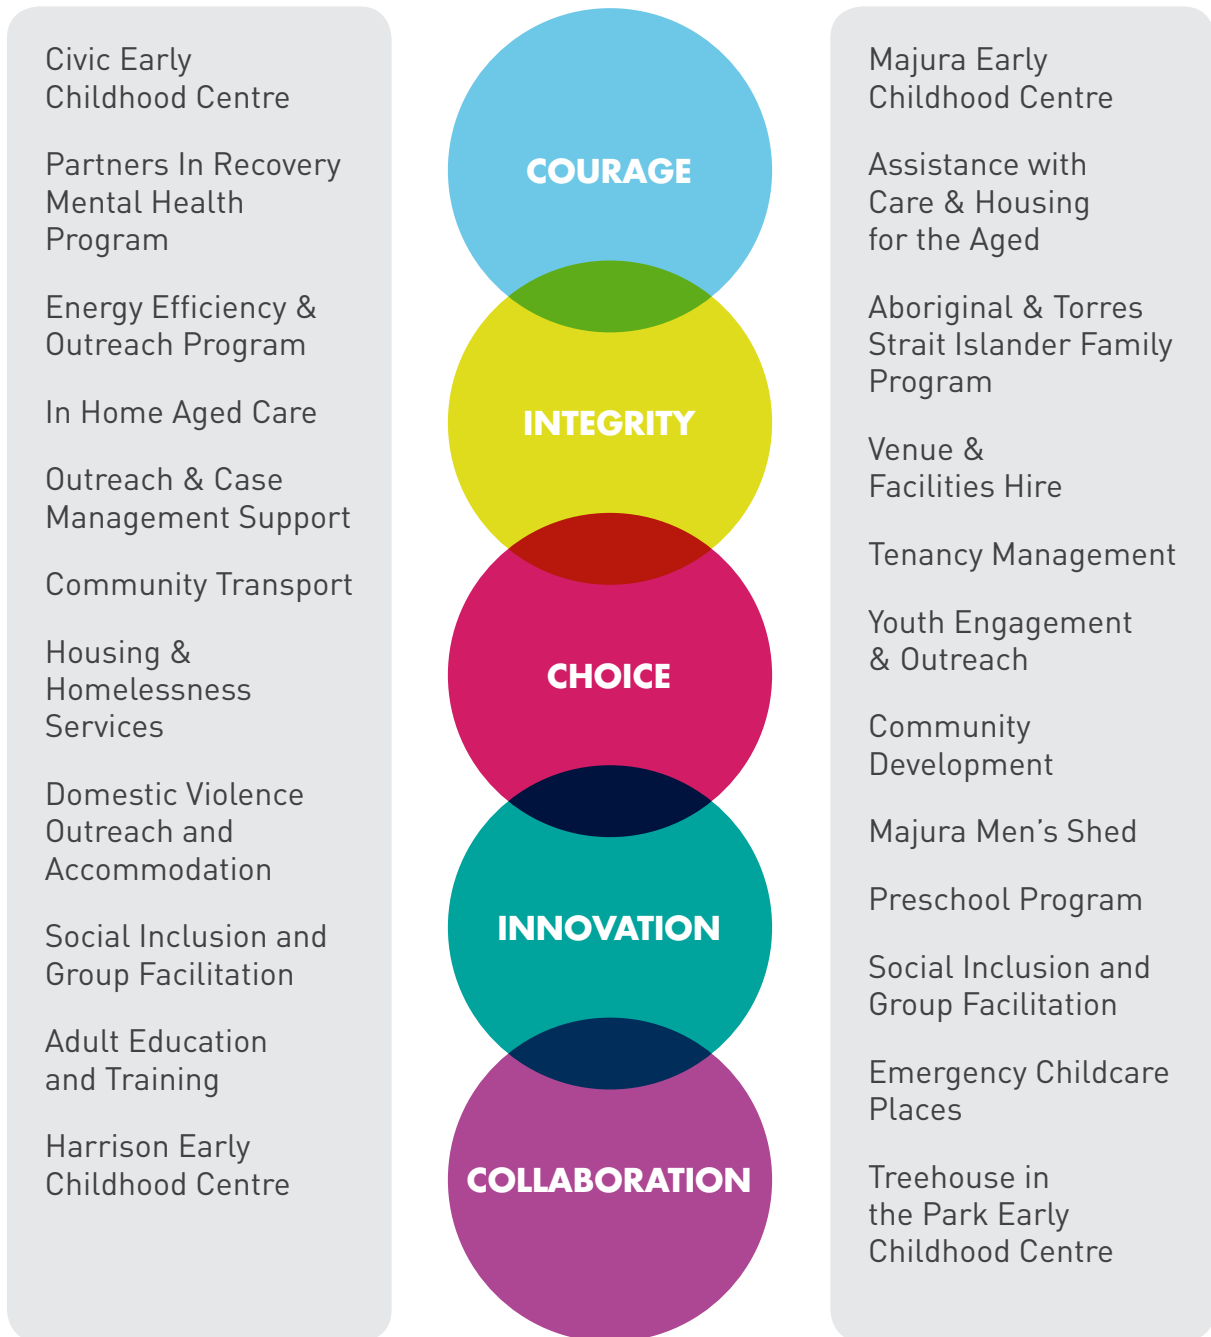 Civic Early
Childhood Centre
Partners In Recovery
Mental Health
Program
Energy Efficiency &
Outreach Program
In Home Aged Care
Outreach & Case
Management Support
Community Transport
Housing &
Homelessness
Services
Domestic Violence
Outreach and
Accommodation
Social Inclusion and
Group Facilitation
Adult Education
and Training
Harrison Early
Childhood Centre
COURAGE
INTEGRITY
CHOICE
INNOVATION
COLLABORATION
Majura Early
Childhood Centre
Assistance with
Care & Housing
for the Aged
Aboriginal & Torres
Strait Islander Family
Program
Venue &
Facilities Hire
Tenancy Management
Youth Engagement
& Outreach
Community
Development
Majura Men’s Shed
Preschool Program
Social Inclusion and
Group Facilitation
Emergency Childcare
Places
Treehouse in
the Park Early
Childhood Centre